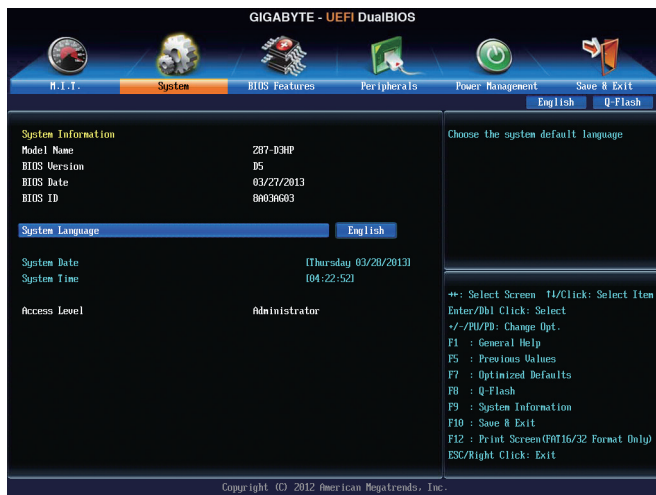 GIGABYTE - UEFI DualBIOS
M.I.T.
System
BIOS Features
Peripherals
Power Management
Save & Exit
English
Q-Flash
System Information
Model Name Z87-D3HP
BIOS Version D5
BIOS Date 03/27/2013
BIOS ID 8A03AG03
System Language English
System Date [Thursday 03/28/2013]
System Time [04:22:52]
Access Level Administrator
Choose the system default language
→←: Select Screen ↑↓/Click: Select Item
Enter/Dbl Click: Select
+/-/PU/PD: Change Opt.
F1 : General Help
F5 : Previous Values
F7 : Optimized Defaults
F8 : Q-Flash
F9 : System Information
F10 : Save & Exit
F12 : Print Screen(FAT16/32 Format Only)
ESC/Right Click: Exit
Copyright (C) 2012 American Megatrends, Inc.